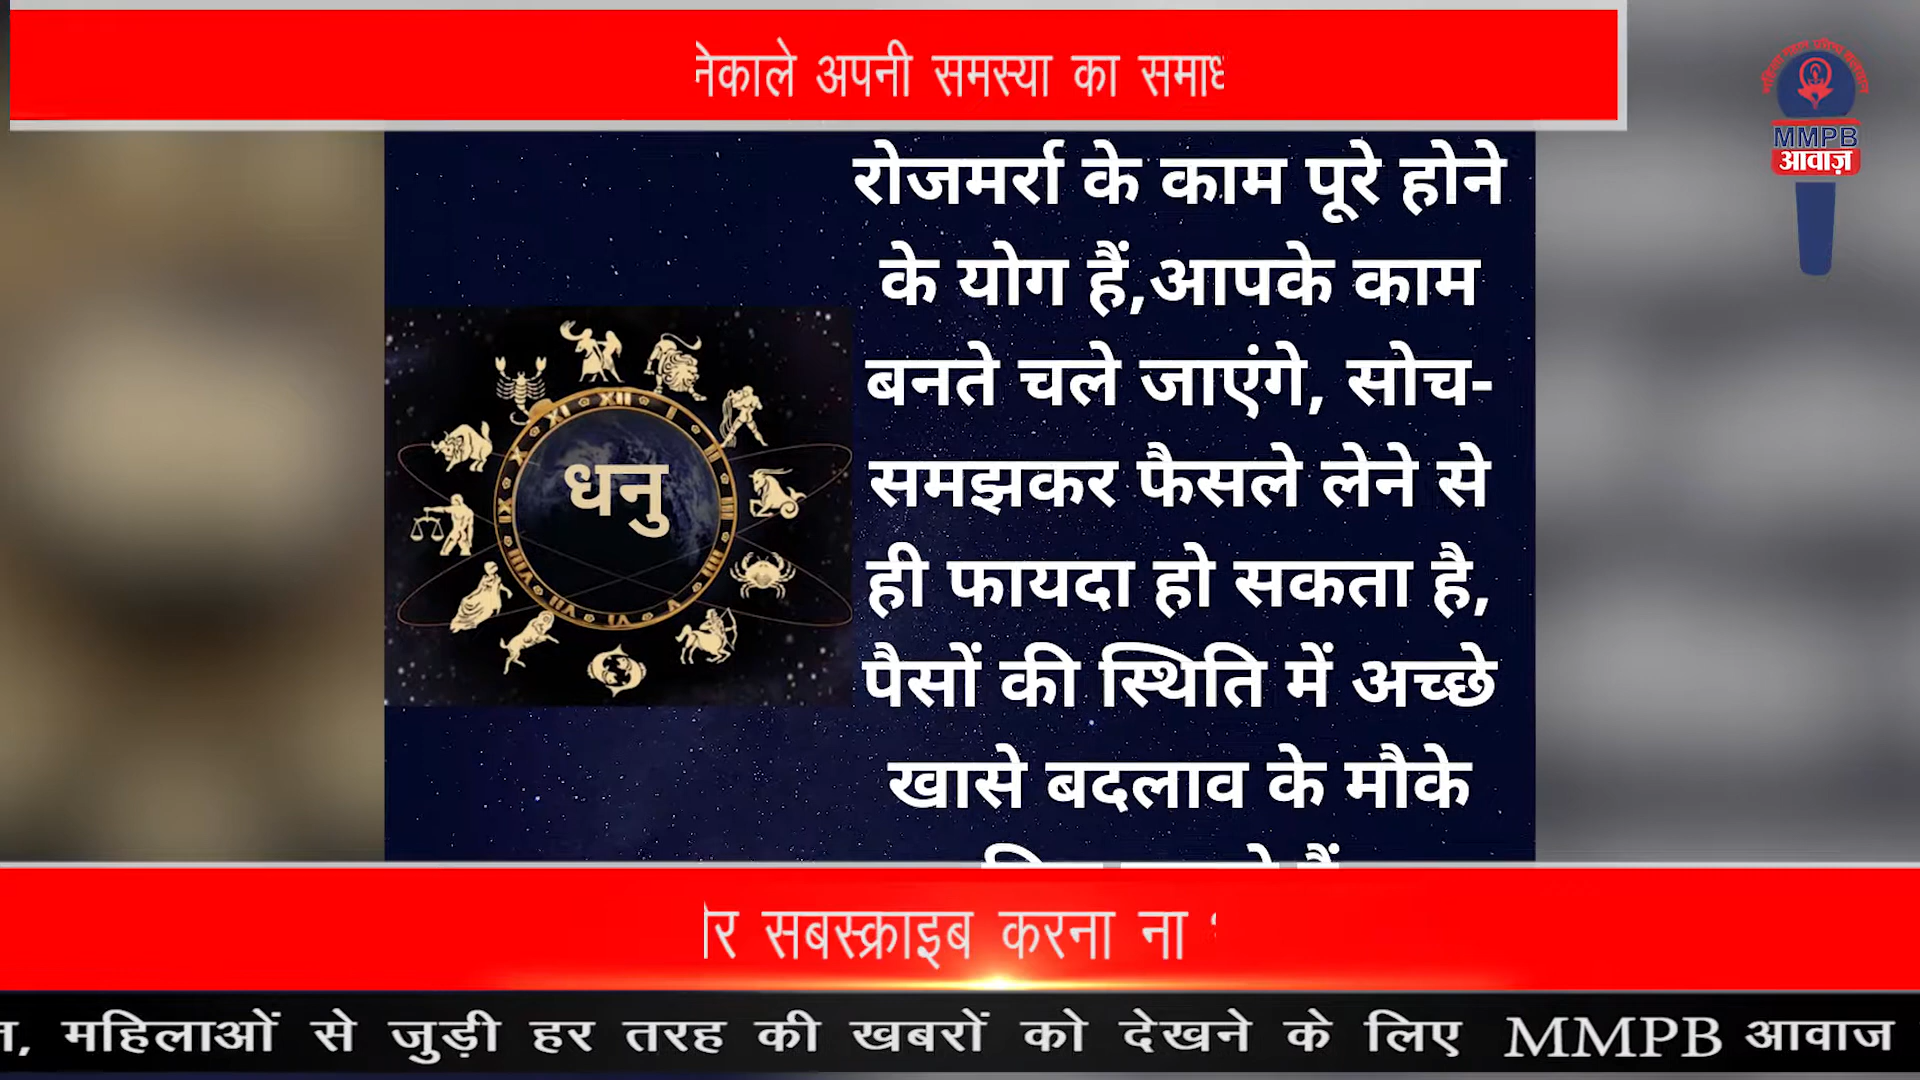 अपनी समस्या का
MMPB
आवाज़
रोजमर्रा के काम पूरे होने
के योग हैं,आपके काम
बनते चले जाएंगे, सोच-
समझकर फैसले लेने से
ही फायदा हो सकता है,
पैसों की स्थिति में अच्छे
खासे बदलाव के मौके
धनु
सबस्क्राइब करना ना
महिलाओं से जुड़ी हर तरह की खबरों को देखने के लिए MMPB आवाज